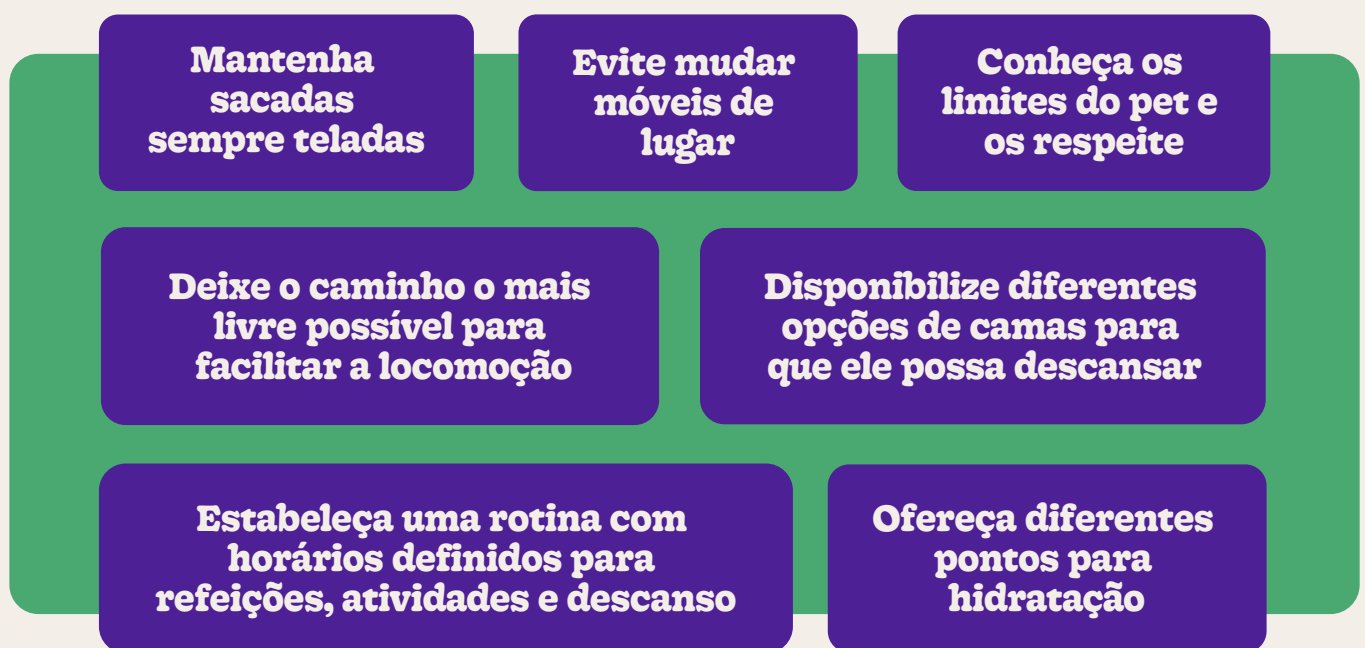 Mantenha
sacadas
sempre teladas
Evite mudar
móveis de
lugar
Conheça os
limites do pet e
os respeite
Deixe o caminho o mais
livre possível para
facilitar a locomoção
Disponibilize diferentes
opções de camas para
que ele possa descansar
Estabeleça uma rotina com
horários definidos para
refeições, atividades e descanso
Ofereça diferentes
pontos para
hidratação